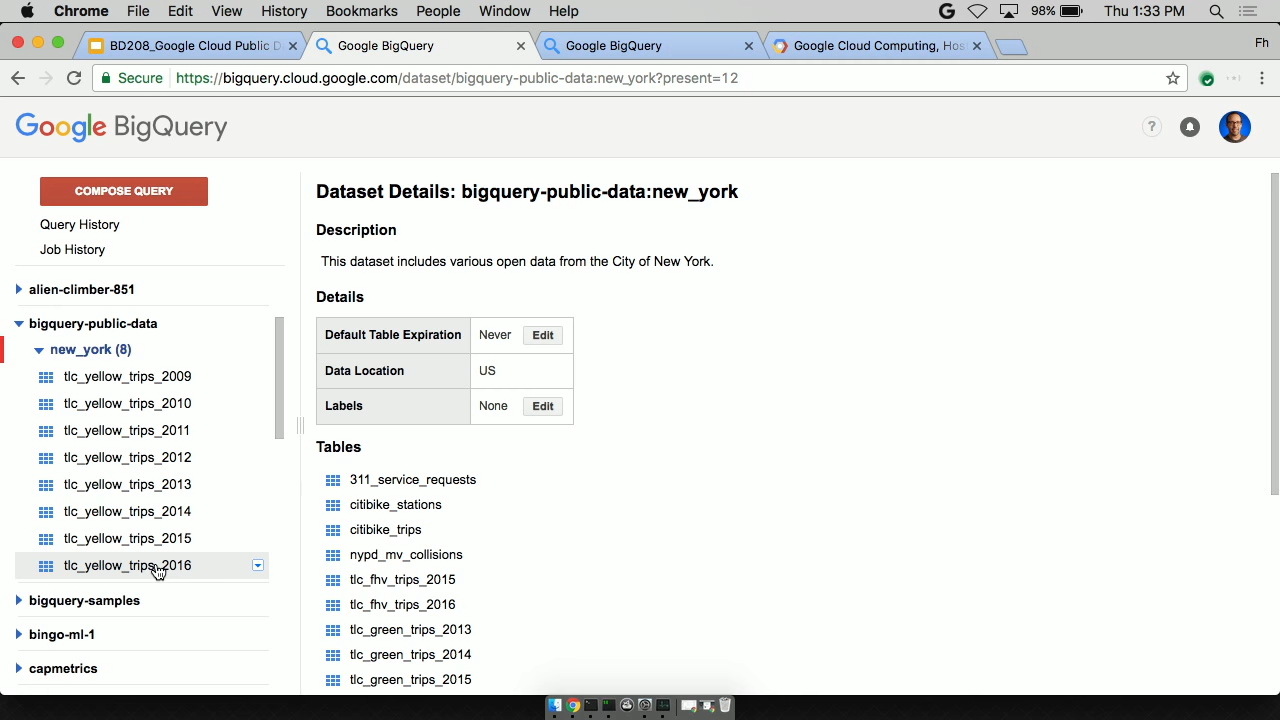 Chrome File Edit View History Bookmarks People Window Help 98% Thu 1:33 PM
BD208_Google Cloud Public D Google BigQuery Google BigQuery Google Cloud Computing, Hos Fh
Secure https://bigquery.cloud.google.com/dataset/bigquery-public-data:new_york?present=12
Google BigQuery ?
COMPOSE QUERY
Query History
Job History
alien-climber-851
bigquery-public-data
new_york (8)
tlc_yellow_trips_2009
tlc_yellow_trips_2010
tlc_yellow_trips_2011
tlc_yellow_trips_2012
tlc_yellow_trips_2013
tlc_yellow_trips_2014
tlc_yellow_trips_2015
tlc_yellow_trips_2016
bigquery-samples
bingo-ml-1
capmetrics
Dataset Details: bigquery-public-data:new_york
Description
This dataset includes various open data from the City of New York.
Details
Default Table Expiration Never Edit
Data Location US
Labels None Edit
Tables
311_service_requests
citibike_stations
citibike_trips
nypd_mv_collisions
tlc_fhv_trips_2015
tlc_fhv_trips_2016
tlc_green_trips_2013
tlc_green_trips_2014
tlc_green_trips_2015